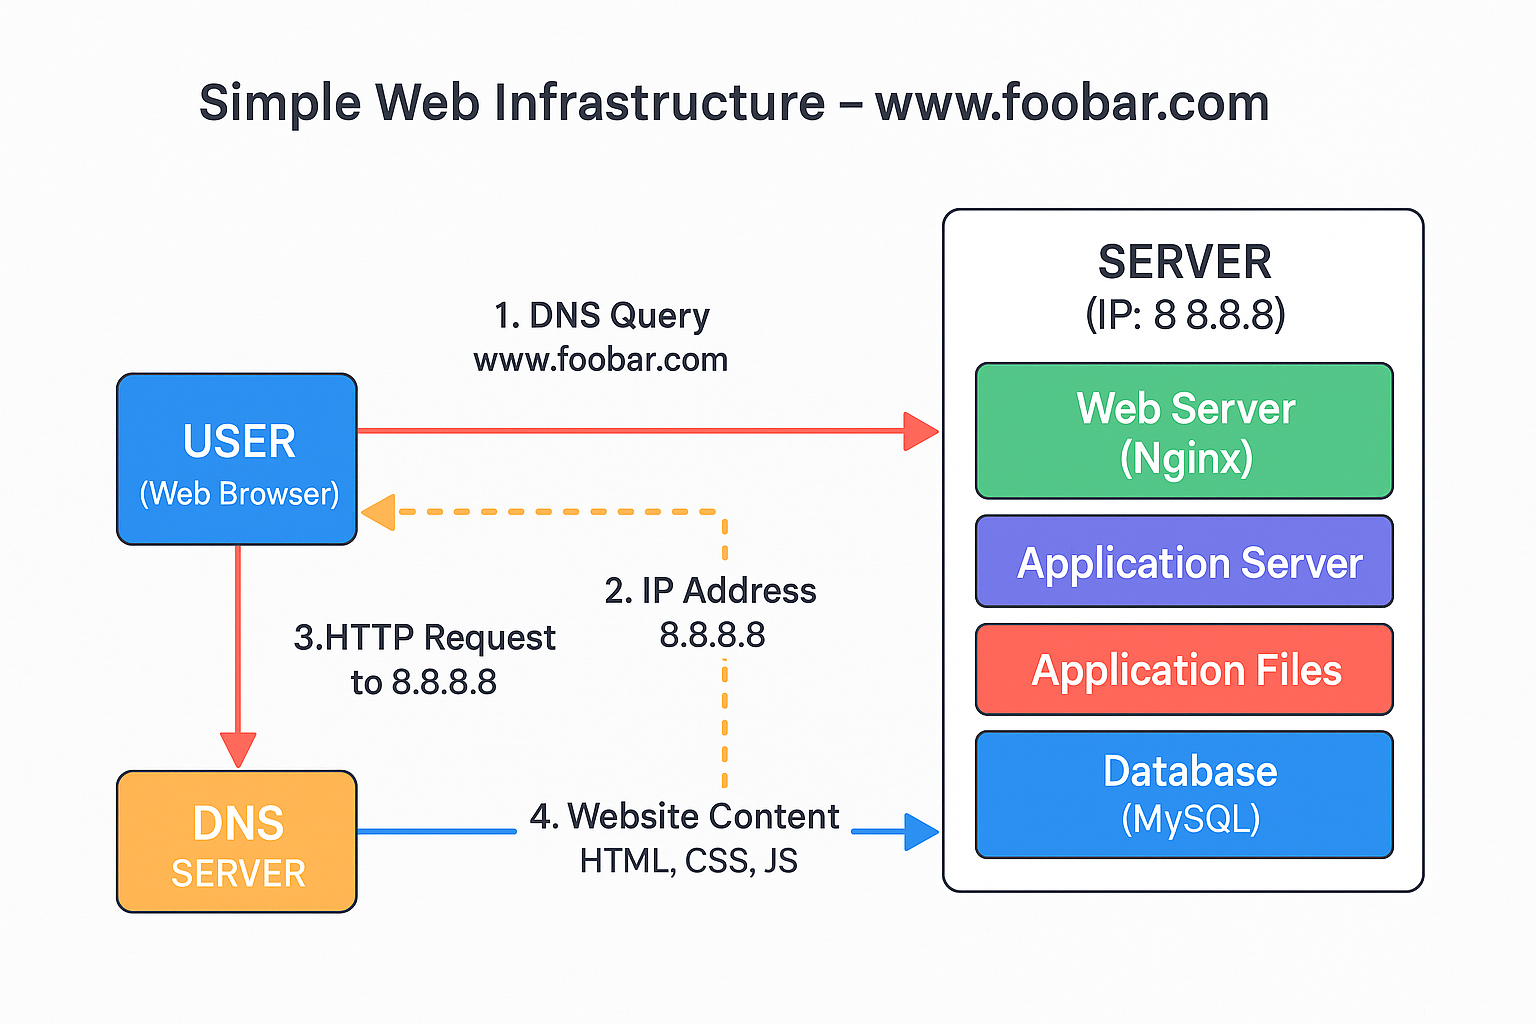 Simple Web Infrastructure – www.foobar.com
1. DNS Query
www.foobar.com
USER
(Web Browser)
2. IP Address
8.8.8.8
3.HTTP Request
to 8.8.8.8
DNS
SERVER
4. Website Content
HTML, CSS, JS
SERVER
(IP: 8 8.8.8)
Web Server
(Nginx)
Application Server
Application Files
Database
(MySQL)